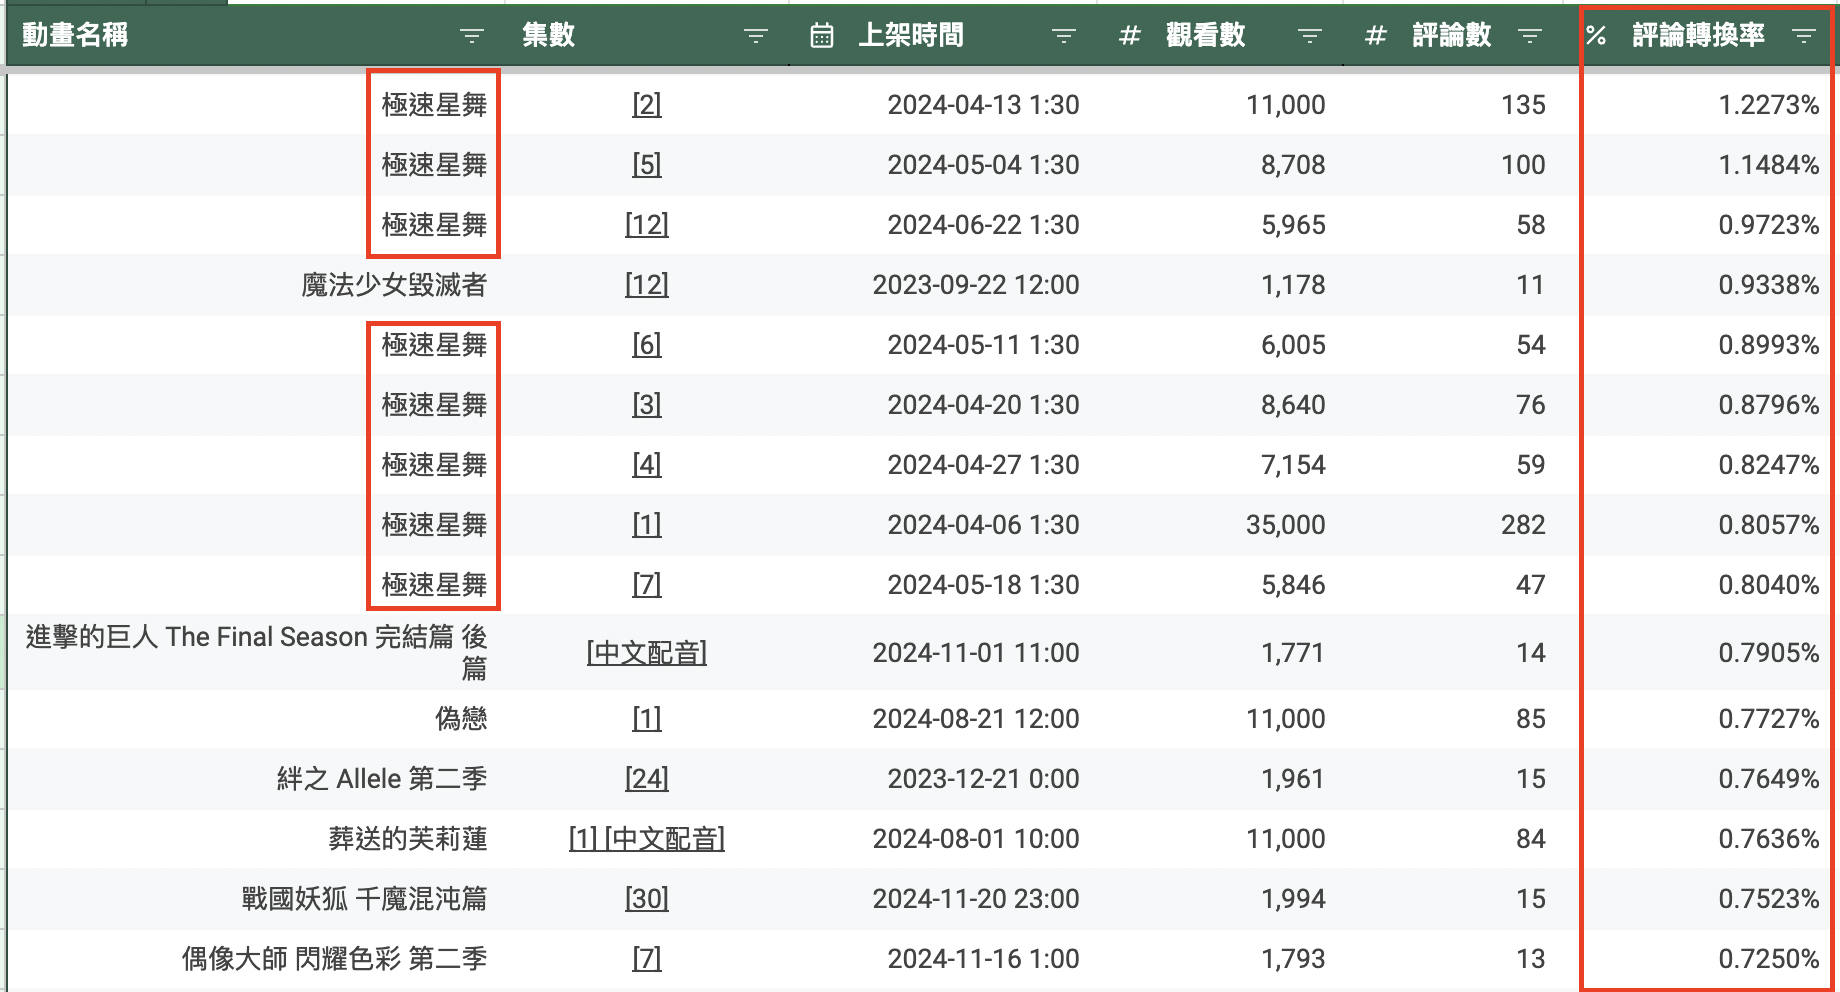 動畫名稱 集數 上架時間 # 觀看數 # 評論數 % 評論轉換率
極速星舞 [2] 2024-04-13 1:30 11,000 135 1.2273%
極速星舞 [5] 2024-05-04 1:30 8,708 100 1.1484%
極速星舞 [12] 2024-06-22 1:30 5,965 58 0.9723%
魔法少女毀滅者 [12] 2023-09-22 12:00 1,178 11 0.9338%
極速星舞 [6] 2024-05-11 1:30 6,005 54 0.8993%
極速星舞 [3] 2024-04-20 1:30 8,640 76 0.8796%
極速星舞 [4] 2024-04-27 1:30 7,154 59 0.8247%
極速星舞 [1] 2024-04-06 1:30 35,000 282 0.8057%
極速星舞 [7] 2024-05-18 1:30 5,846 47 0.8040%
進擊的巨人 The Final Season 完結篇 後
篇 [中文配音] 2024-11-01 11:00 1,771 14 0.7905%
偽戀 [1] 2024-08-21 12:00 11,000 85 0.7727%
絆之 Allele 第二季 [24] 2023-12-21 0:00 1,961 15 0.7649%
葬送的芙莉蓮 [1] [中文配音] 2024-08-01 10:00 11,000 84 0.7636%
戰國妖狐 千魔混沌篇 [30] 2024-11-20 23:00 1,994 15 0.7523%
偶像大師 閃耀色彩 第二季 [7] 2024-11-16 1:00 1,793 13 0.7250%